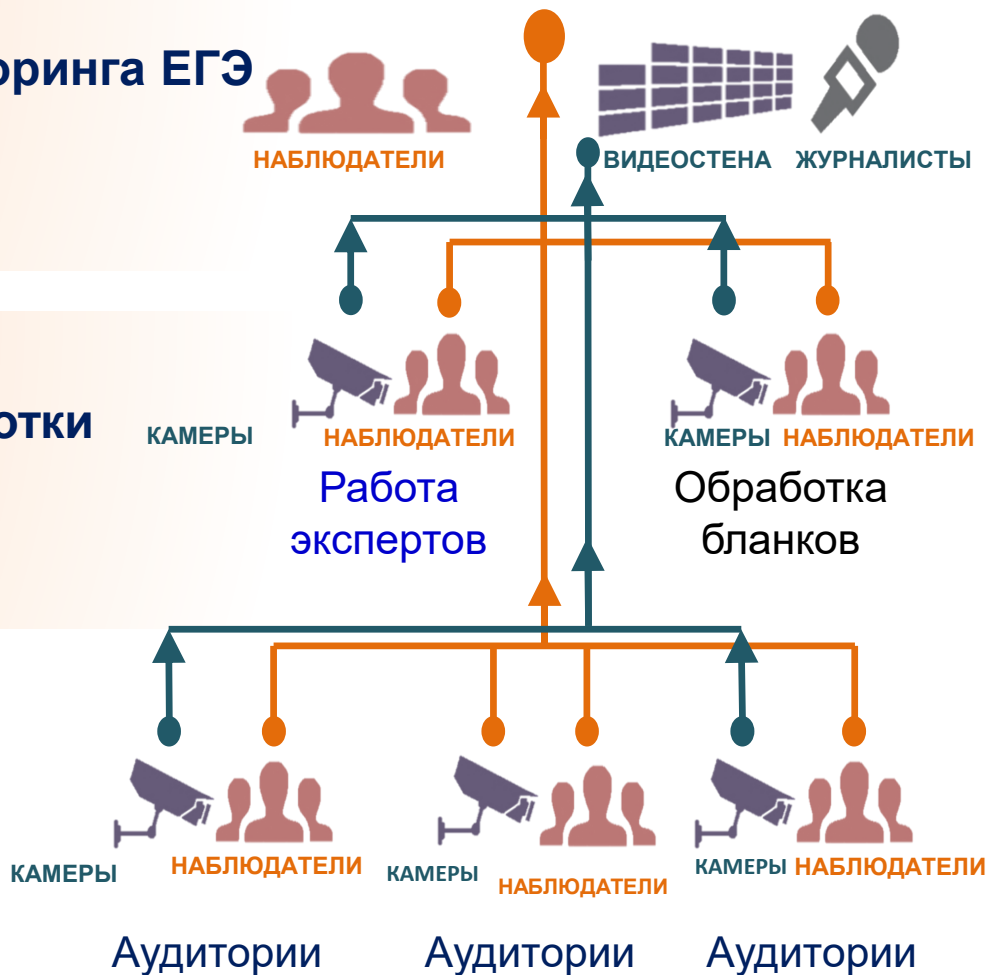 оринга ЕГЭ
НАБЛЮДАТЕЛИ
ВИДЕОСТЕНА ЖУРНАЛИСТЫ
отки
КАМЕРЫ НАБЛЮДАТЕЛИ
КАМЕРЫ НАБЛЮДАТЕЛИ
Работа
экспертов
Обработка
бланков
КАМЕРЫ НАБЛЮДАТЕЛИ
КАМЕРЫ НАБЛЮДАТЕЛИ
КАМЕРЫ НАБЛЮДАТЕЛИ
Аудитории
Аудитории
Аудитории